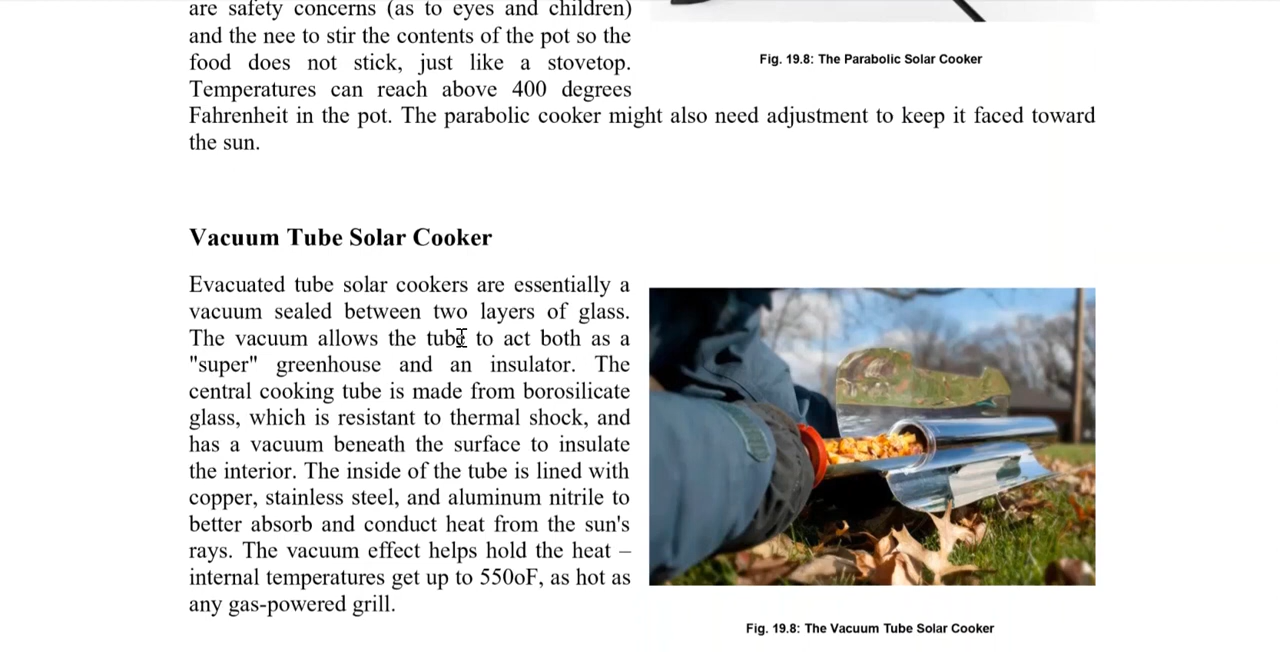 are safety concerns (as to eyes and children)
and the nee to stir the contents of the pot so the
food does not stick, just like a stovetop.
Temperatures can reach above 400 degrees
Fahrenheit in the pot. The parabolic cooker might also need adjustment to keep it faced toward
the sun.
Fig. 19.8: The Parabolic Solar Cooker
Vacuum Tube Solar Cooker
Evacuated tube solar cookers are essentially a
vacuum sealed between two layers of glass.
The vacuum allows the tube to act both as a
"super" greenhouse and an insulator. The
central cooking tube is made from borosilicate
glass, which is resistant to thermal shock, and
has a vacuum beneath the surface to insulate
the interior. The inside of the tube is lined with
copper, stainless steel, and aluminum nitrile to
better absorb and conduct heat from the sun's
rays. The vacuum effect helps hold the heat –
internal temperatures get up to 550oF, as hot as
any gas-powered grill.
Fig. 19.8: The Vacuum Tube Solar Cooker